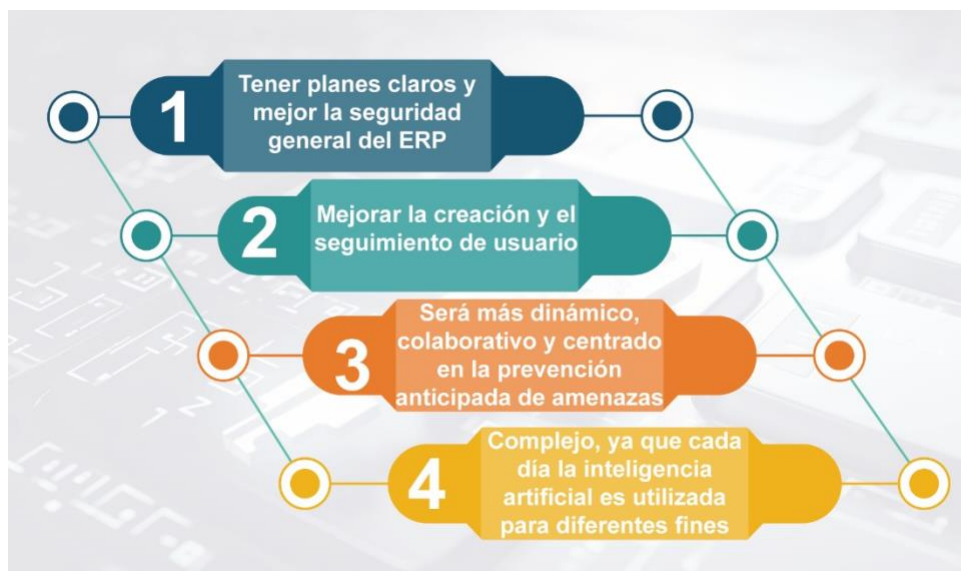 1
Tener planes claros y
mejor la seguridad
general del ERP
2
Mejorar la creación y el
seguimiento de usuario
3
Será más dinámico,
colaborativo y centrado
en la prevención
anticipada de amenazas
4
Complejo, ya que cada
día la inteligencia
artificial es utilizada
para diferentes fines